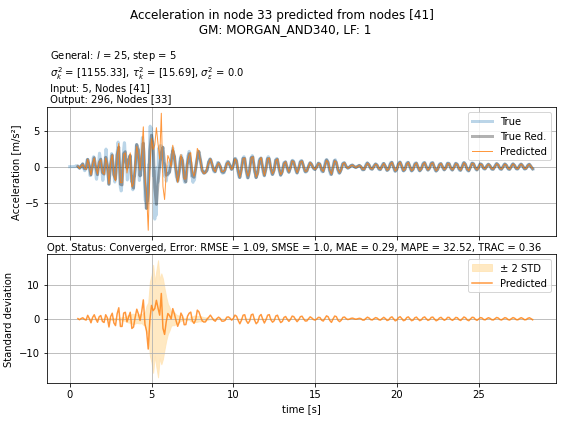 Acceleration in node 33 predicted from nodes [41]
GM: MORGAN_AND340, LF: 1
General: l = 25, step = 5
σ²ₖ = [1155.33], τ²ₖ = [15.69], σ²ε = 0.0
Input: 5, Nodes [41]
Output: 296, Nodes [33]
Acceleration [m/s²]
5
0
−5
True
True Red.
Predicted
Opt. Status: Converged, Error: RMSE = 1.09, SMSE = 1.0, MAE = 0.29, MAPE = 32.52, TRAC = 0.36
Standard deviation
10
0
−10
± 2 STD
Predicted
0 5 10 15 20 25
time [s]